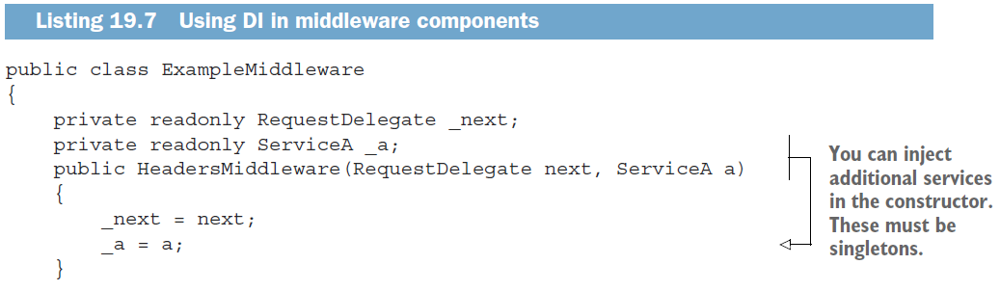 Listing 19.7 Using DI in middleware components
public class ExampleMiddleware
{
    private readonly RequestDelegate _next;
    private readonly ServiceA _a;
    public HeadersMiddleware(RequestDelegate next, ServiceA a)
    {
        _next = next;
        _a = a;
    }
You can inject
additional services
in the constructor.
These must be
singletons.